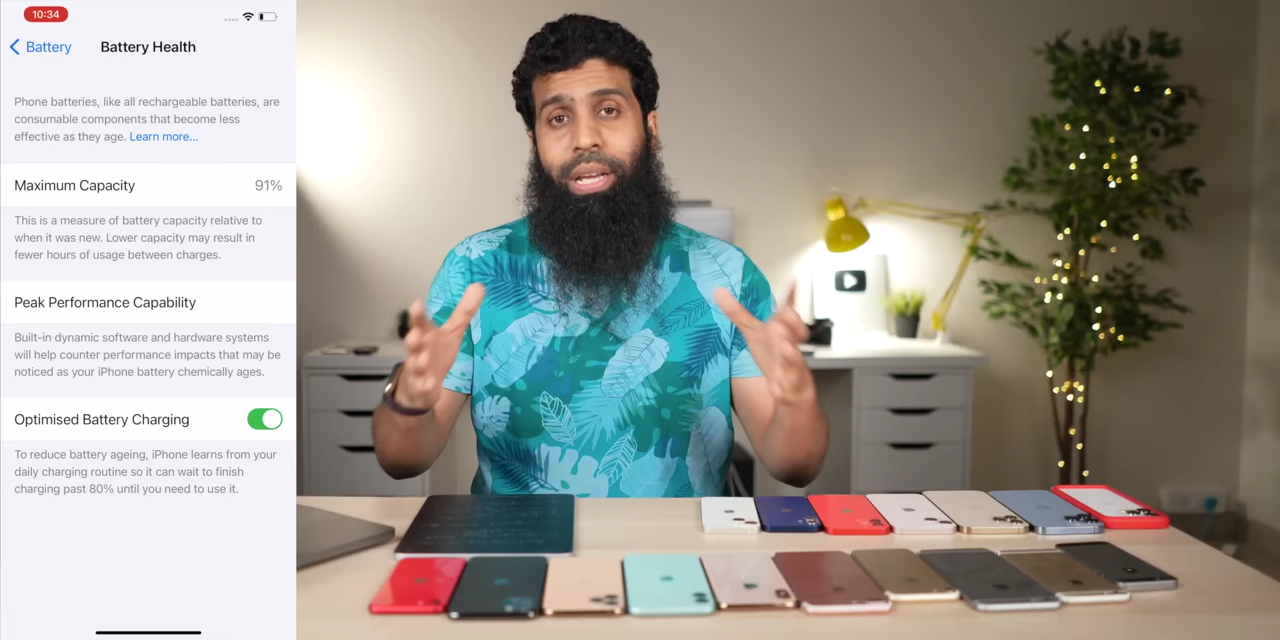 10:34
Battery
Battery Health
Phone batteries, like all rechargeable batteries, are
consumable components that become less
effective as they age. Learn more...
Maximum Capacity
91%
This is a measure of battery capacity relative to
when it was new. Lower capacity may result in
fewer hours of usage between charges.
Peak Performance Capability
Built-in dynamic software and hardware systems
will help counter performance impacts that may be
noticed as your iPhone battery chemically ages.
Optimised Battery Charging
To reduce battery ageing, iPhone learns from your
daily charging routine so it can wait to finish
charging past 80% until you need to use it.